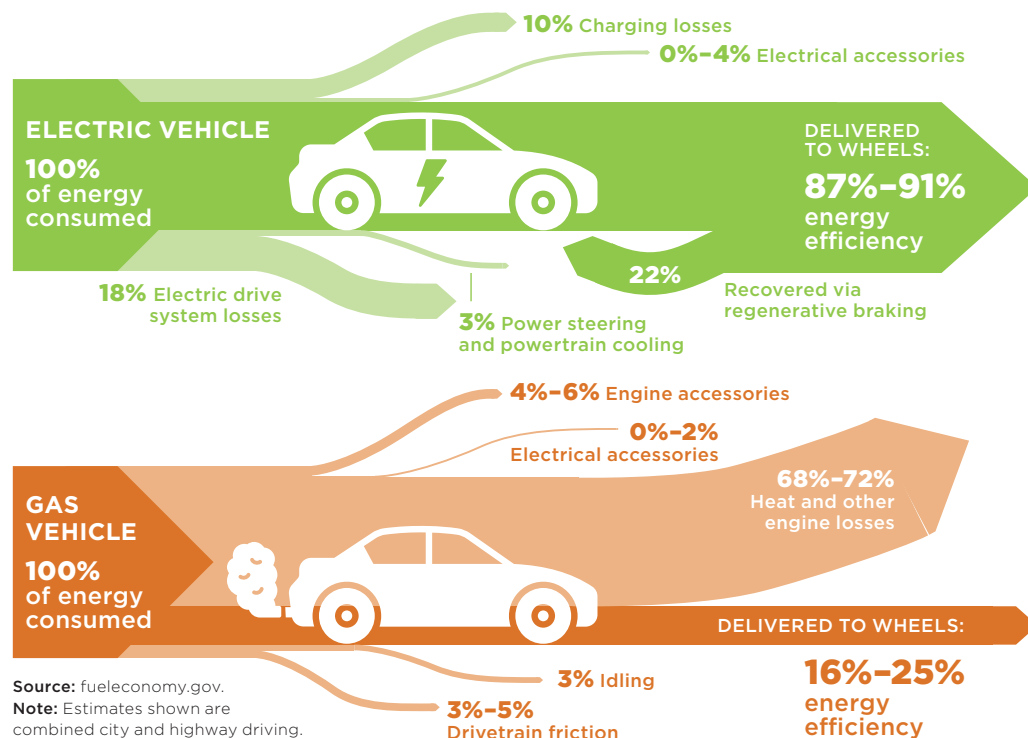 10% Charging losses
0%–4% Electrical accessories
ELECTRIC VEHICLE
100%
of energy
consumed
DELIVERED
TO WHEELS:
87%–91%
energy
efficiency
18% Electric drive
system losses
3% Power steering
and powertrain cooling
22%
Recovered via
regenerative braking
4%–6% Engine accessories
0%–2%
Electrical accessories
68%–72%
Heat and other
engine losses
GAS
VEHICLE
100%
of energy
consumed
DELIVERED TO WHEELS:
16%–25%
energy
efficiency
3% Idling
3%–5%
Drivetrain friction
Source: fueleconomy.gov.
Note: Estimates shown are
combined city and highway driving.